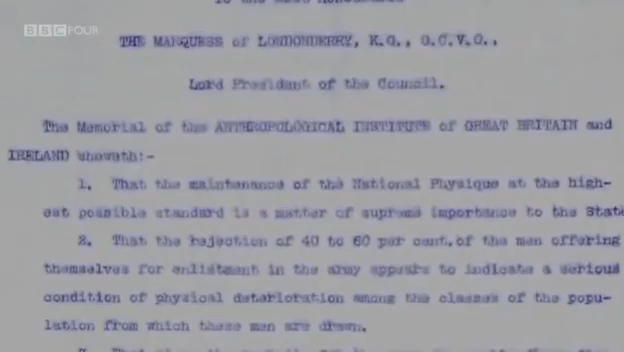 BBC FOUR
THE MARQUESS of LONDONDERRY, K.G., G.C.V.O.,
Lord President of the Council.
The Memorial of the ANTHROPOLOGICAL INSTITUTE of GREAT BRITAIN and
IRELAND sheweth:-
1. That the maintenance of the National Physique at the high-
est possible standard is a matter of supreme importance to the State
2. That the rejection of 40 to 60 per cent. of the men offering
themselves for enlistment in the army appears to indicate a serious
condition of physical deterioration among the classes of the popu-
lation from which these men are drawn.